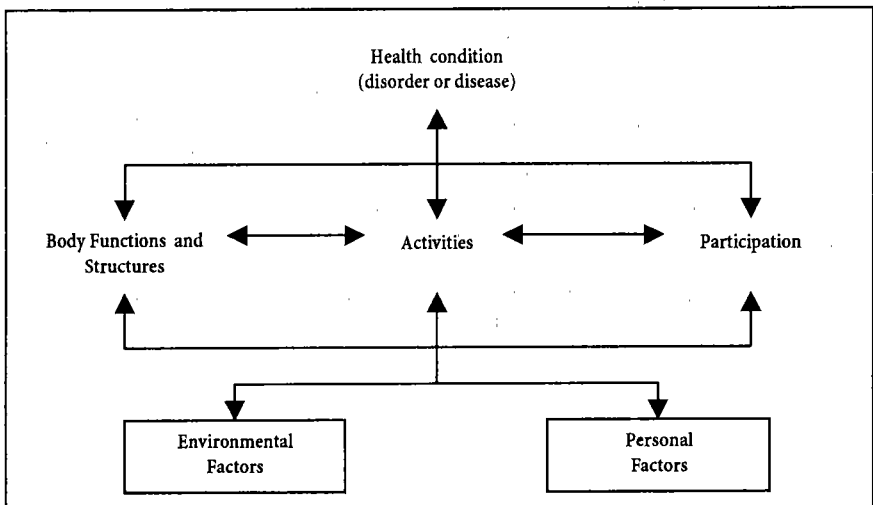 Health condition
(disorder or disease)
Body Functions and
Structures
Activities
Participation
Environmental
Factors
Personal
Factors